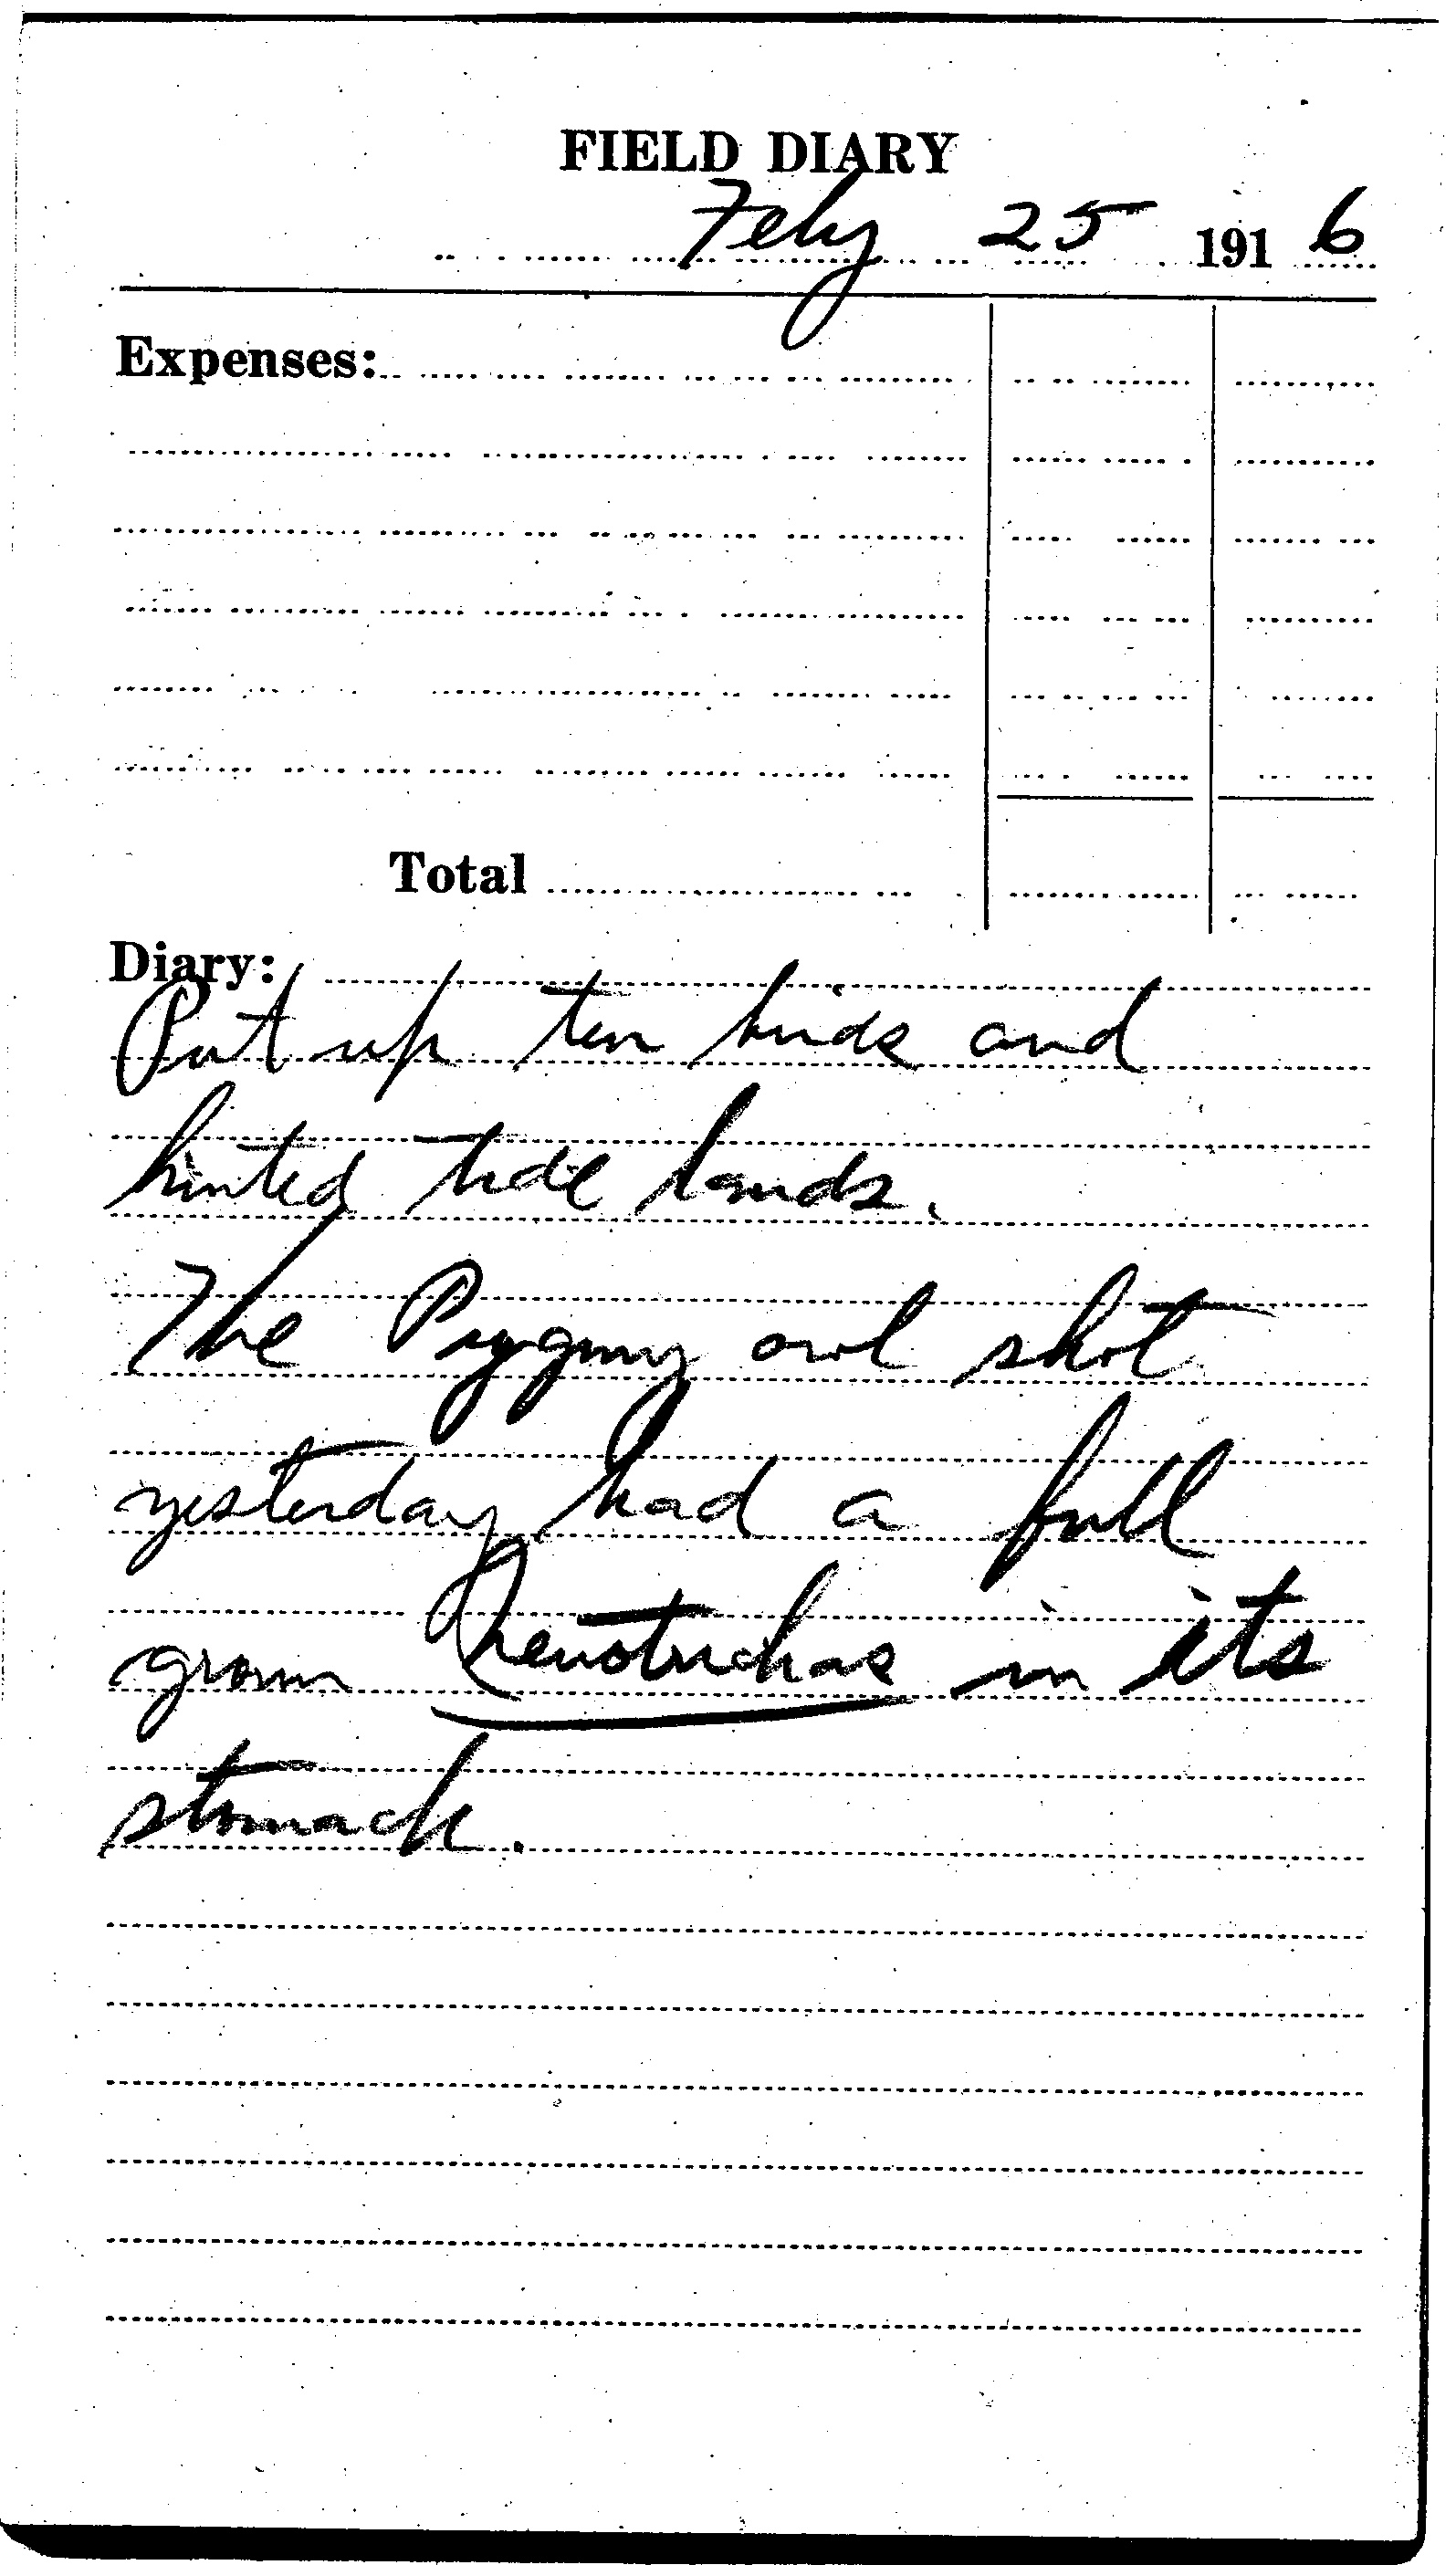 FIELD DIARY
Feby 25 1916
Expenses:
Total
Diary:
Put up ten birds and
hunted tide lands.
The Pygmy owl shot
yesterday had a full
grown Neurotrichus in its
stomach.